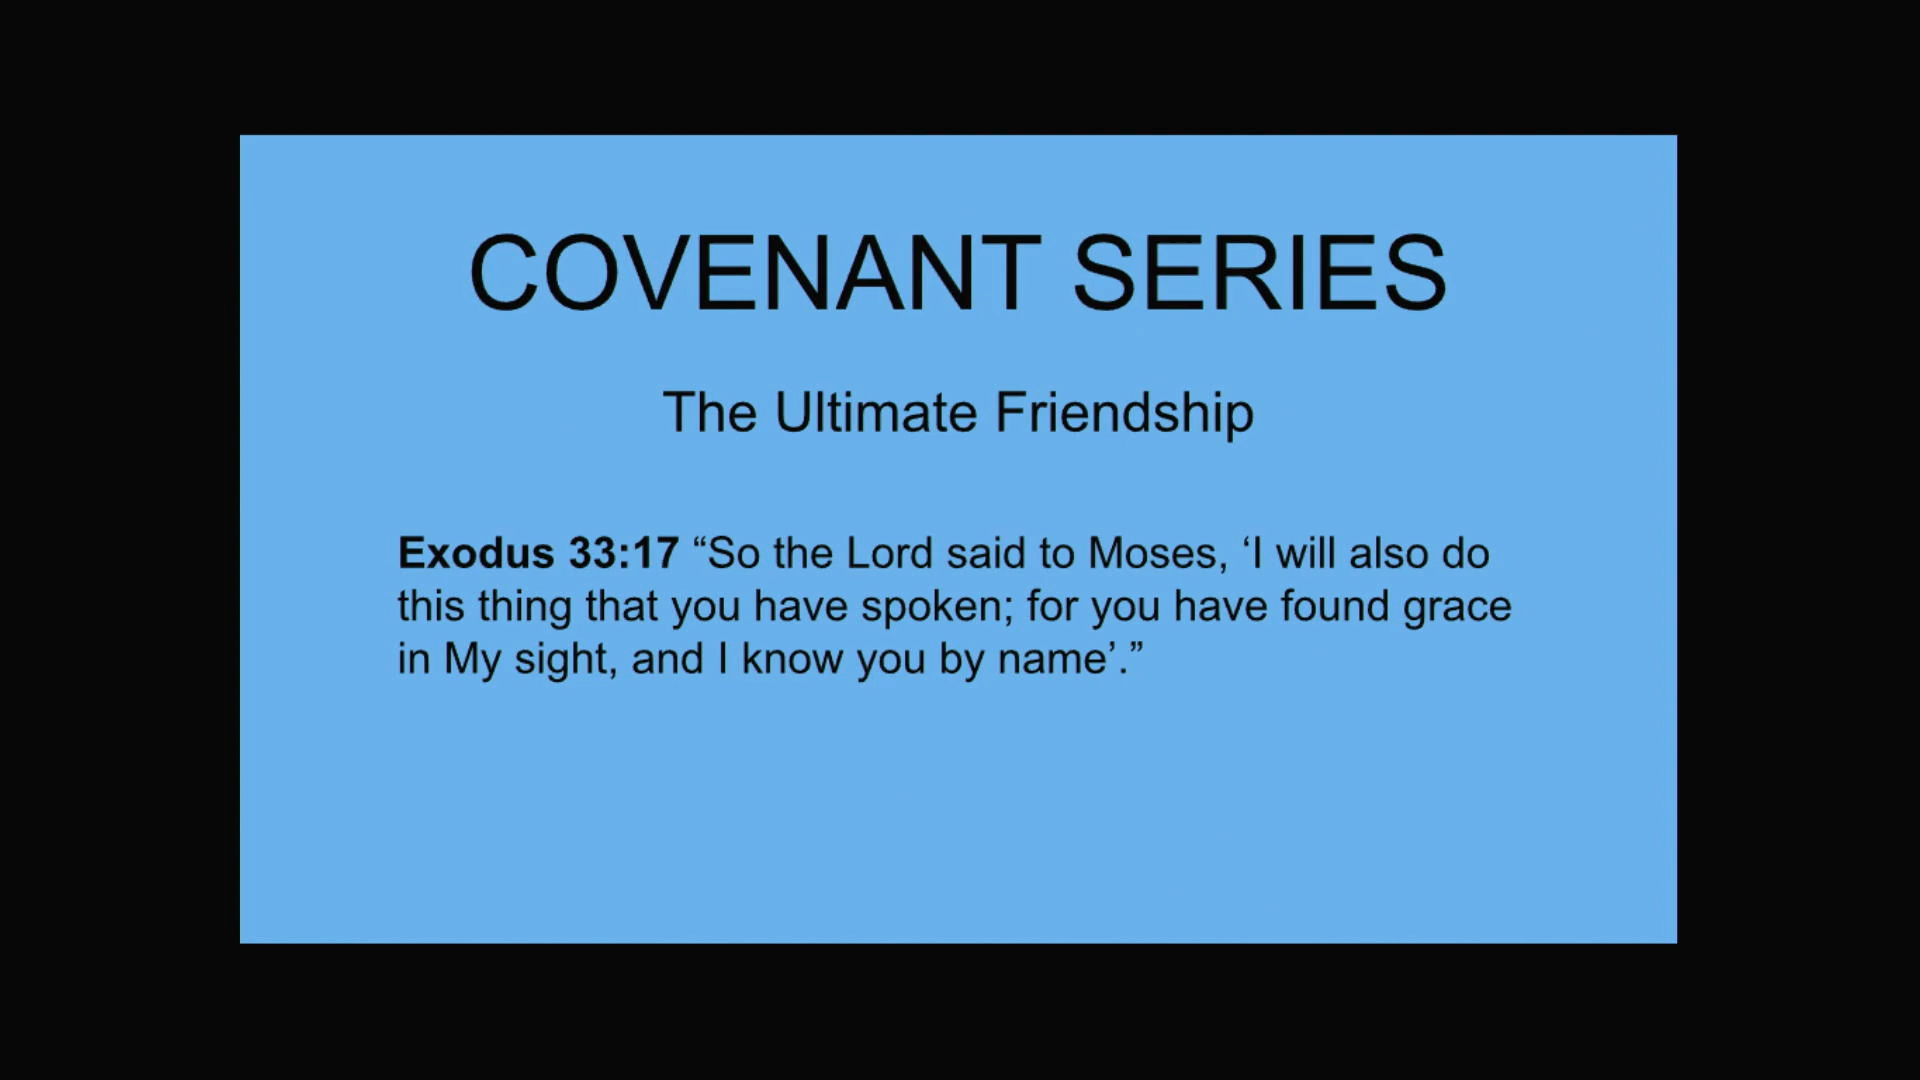 COVENANT SERIES
The Ultimate Friendship
Exodus 33:17 “So the Lord said to Moses, ‘I will also do
this thing that you have spoken; for you have found grace
in My sight, and I know you by name’.”